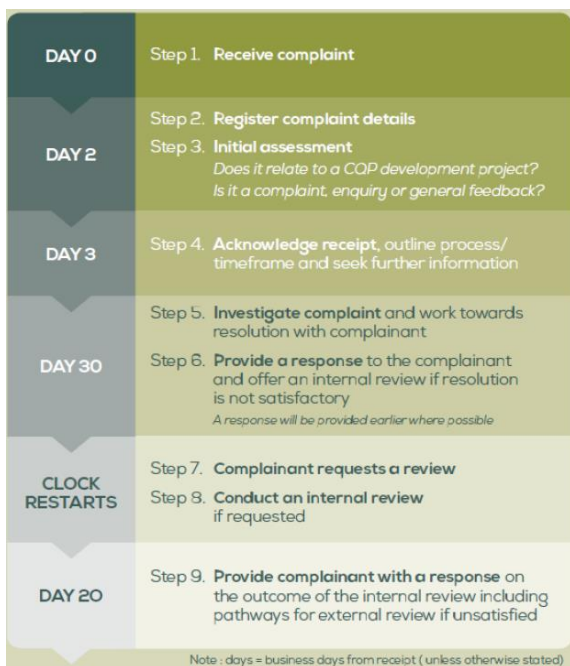 DAY 0
Step 1. Receive complaint
DAY 2
Step 2. Register complaint details
Step 3. Initial assessment
Does it relate to a CQP development project?
Is it a complaint, enquiry or general feedback?
DAY 3
Step 4. Acknowledge receipt, outline process/
timeframe and seek further information
DAY 30
Step 5. Investigate complaint and work towards
resolution with complainant
Step 6. Provide a response to the complainant
and offer an internal review if resolution
is not satisfactory
A response will be provided earlier where possible
CLOCK
RESTARTS
Step 7. Complainant requests a review
Step 8. Conduct an internal review
if requested
DAY 20
Step 9. Provide complainant with a response on
the outcome of the internal review including
pathways for external review if unsatisfied
Note : days = business days from receipt ( unless otherwise stated)